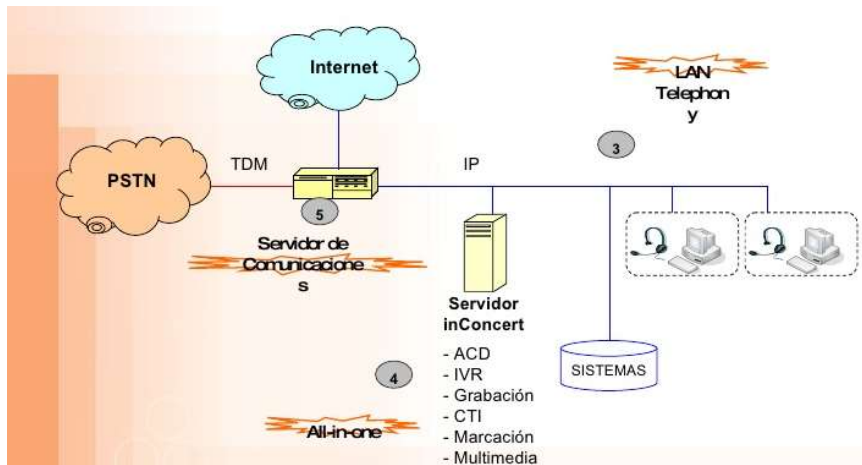 Internet
LAN
Telephon
y
3
TDM
IP
PSTN
5
Servidor de
Comunicacione
s
Servidor
inConcert
- ACD
- IVR
- Grabación
- CTI
- Marcación
- Multimedia
SISTEMAS
4
All-in-one